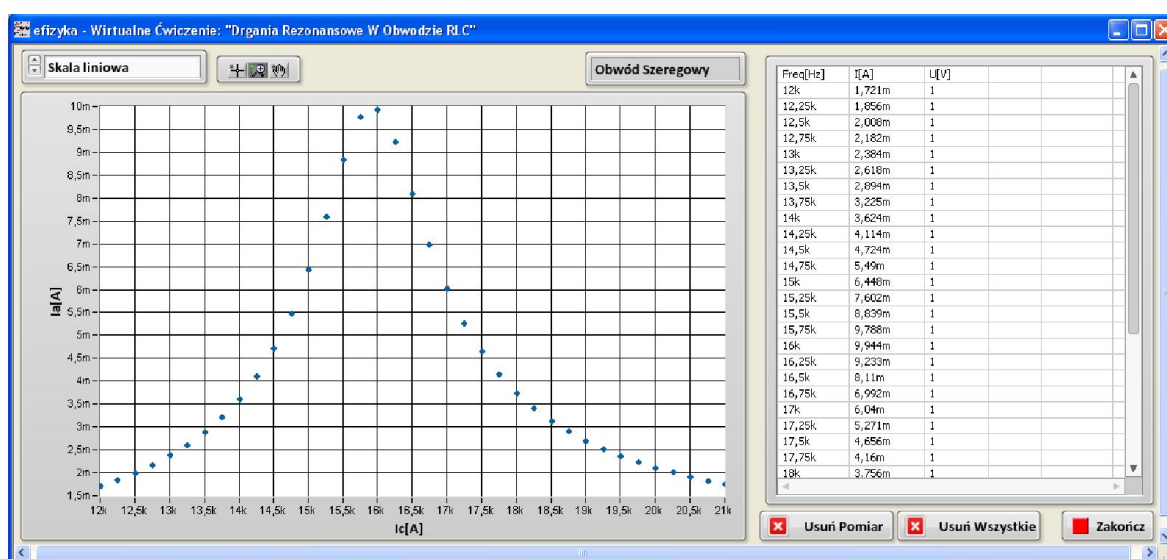 efizyka - Wirtualne Ćwiczenie: "Drgania Rezonansowe W Obwodzie RLC"
Skala liniowa
Obwód Szeregowy
10m
9,5m
9m
8,5m
8m
7,5m
7m
6,5m
6m
5,5m
5m
4,5m
4m
3,5m
3m
2,5m
2m
1,5m
Ia[A]
12k 12,5k 13k 13,5k 14k 14,5k 15k 15,5k 16k 16,5k 17k 17,5k 18k 18,5k 19k 19,5k 20k 20,5k 21k
Ic[A]
Freq[Hz] I[A] U[V]
12k 1,721m 1
12,25k 1,856m 1
12,5k 2,008m 1
12,75k 2,182m 1
13k 2,384m 1
13,25k 2,618m 1
13,5k 2,894m 1
13,75k 3,225m 1
14k 3,624m 1
14,25k 4,114m 1
14,5k 4,724m 1
14,75k 5,49m 1
15k 6,448m 1
15,25k 7,602m 1
15,5k 8,839m 1
15,75k 9,788m 1
16k 9,944m 1
16,25k 9,233m 1
16,5k 8,11m 1
16,75k 6,992m 1
17k 6,04m 1
17,25k 5,271m 1
17,5k 4,656m 1
17,75k 4,16m 1
18k 3,756m 1
Usuń Pomiar
Usuń Wszystkie
Zakończ